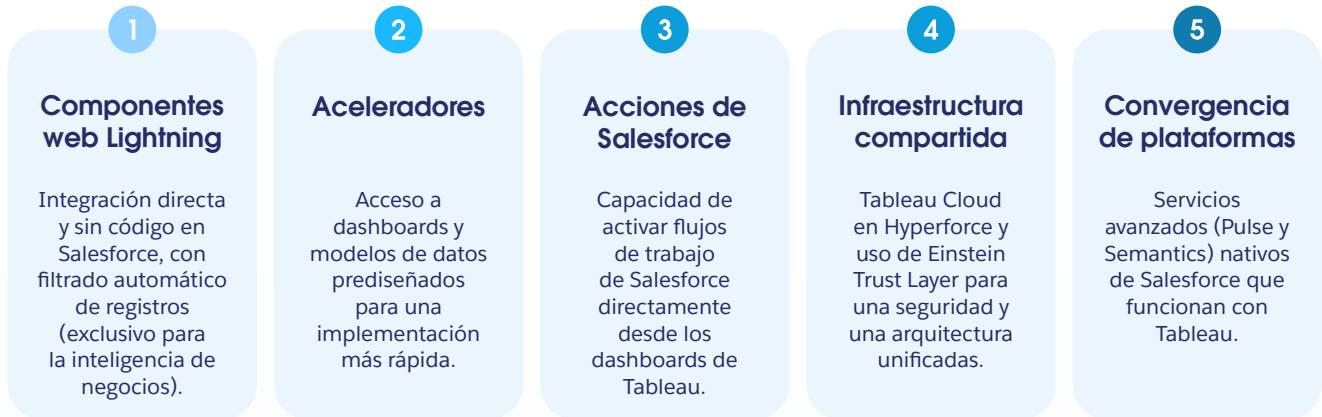 1
Componentes
web Lightning
Integración directa
y sin código en
Salesforce, con
filtrado automático
de registros
(exclusivo para
la inteligencia de
negocios).
2
Aceleradores
Acceso a
dashboards y
modelos de datos
prediseñados
para una
implementación
más rápida.
3
Acciones de
Salesforce
Capacidad de
activar flujos
de trabajo
de Salesforce
directamente
desde los
dashboards de
Tableau.
4
Infraestructura
compartida
Tableau Cloud
en Hyperforce y
uso de Einstein
Trust Layer para
una seguridad y
una arquitectura
unificadas.
5
Convergencia
de plataformas
Servicios
avanzados (Pulse y
Semantics) nativos
de Salesforce que
funcionan con
Tableau.